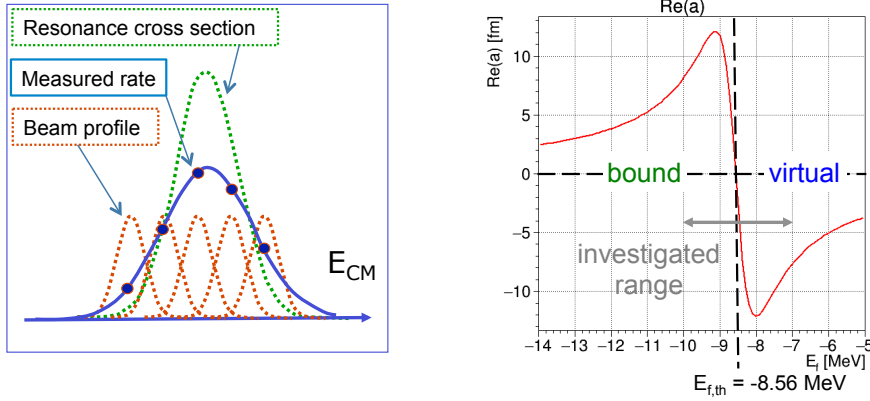 Resonance cross section
Measured rate
Beam profile
E_CM
Re(a)
Re(a) [fm]
10
5
0
−5
−10
bound
virtual
investigated
range
−14 −13 −12 −11 −10 −9 −8 −7 −6 −5
E_f [MeV]
E_f,th = -8.56 MeV